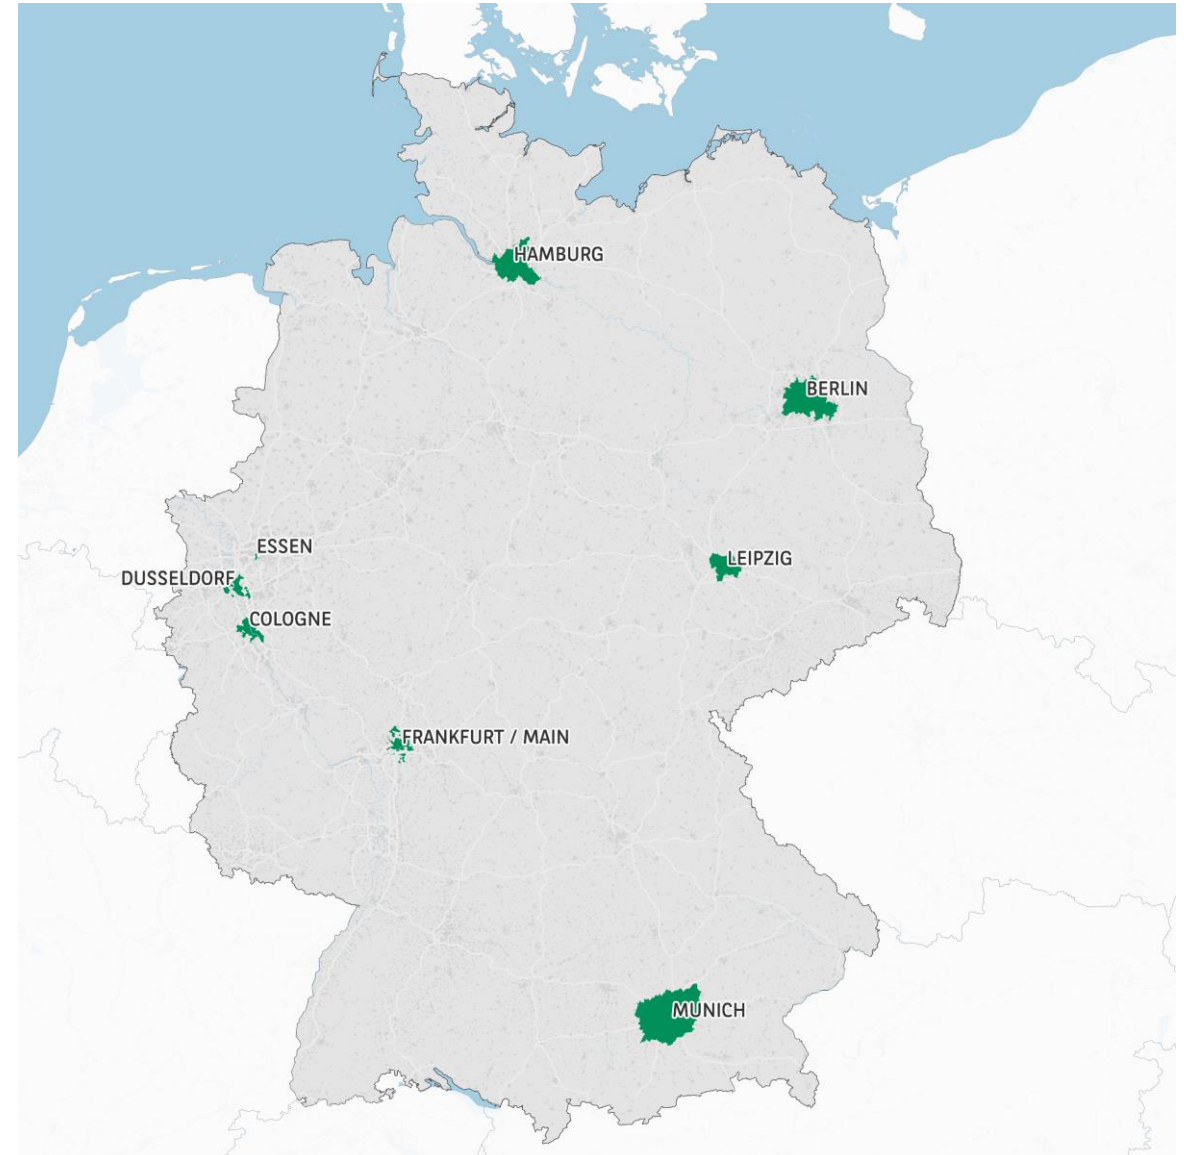 HAMBURG
BERLIN
ESSEN
LEIPZIG
DUSSELDORF
COLOGNE
FRANKFURT / MAIN
MUNICH